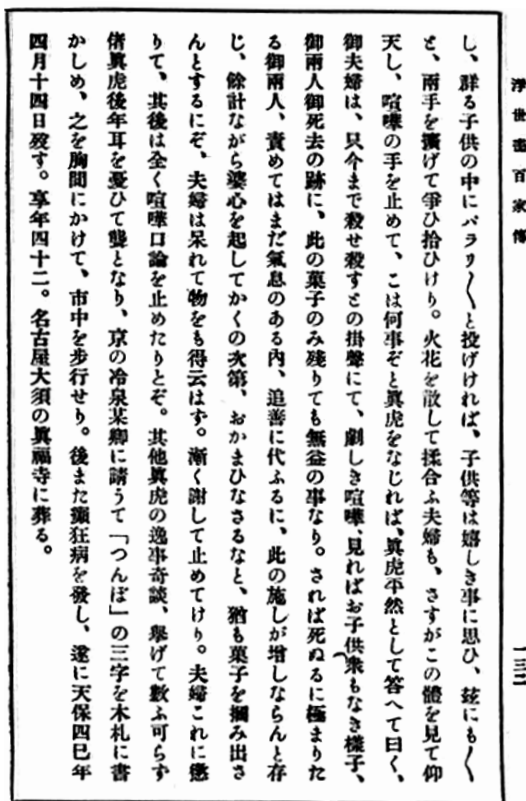 浮世畫百家傳
一三二
し、群る子供の中にバラリ〱と投げければ、子供等は嬉しき事に思ひ、玆にも〱
と、兩手を擴げて爭ひ拾ひけり。火花を散して揉合ふ夫婦も、さすがこの體を見て仰
天し、喧嘩の手を止めて、こは何事ぞと眞虎をなじれば、眞虎平然として答へて曰く、
御夫婦は、只今まで殺せ殺すとの掛聲にて、劇しき喧嘩、見ればお子供衆もなき樣子、
御兩人御死去の跡に、此の菓子のみ殘りても無益の事なり。されば死ぬるに極まりた
る御兩人、責めてはまだ氣息のある内、追善に代ふるに、此の施しが增しならんと存
じ、餘計ながら婆心を起してかくの次第、おかまひなさるなと、猶も菓子を摑み出さ
んとするにぞ、夫婦は呆れて物をも得云はず。漸く謝して止めてけり。夫婦これに懲
りて、其後は全く喧嘩口論を止めたりとぞ。其他眞虎の逸事奇談、擧げて數ふ可らず
偖眞虎後年耳を憂ひて聾となり、京の冷泉某卿に請うて「つんぼ」の三字を木札に書
かしめ、之を胸間にかけて、市中を步行せり。後また癲狂病を發し、遂に天保四巳年
四月十四日歿す。享年四十二。名古屋大須の眞福寺に葬る。